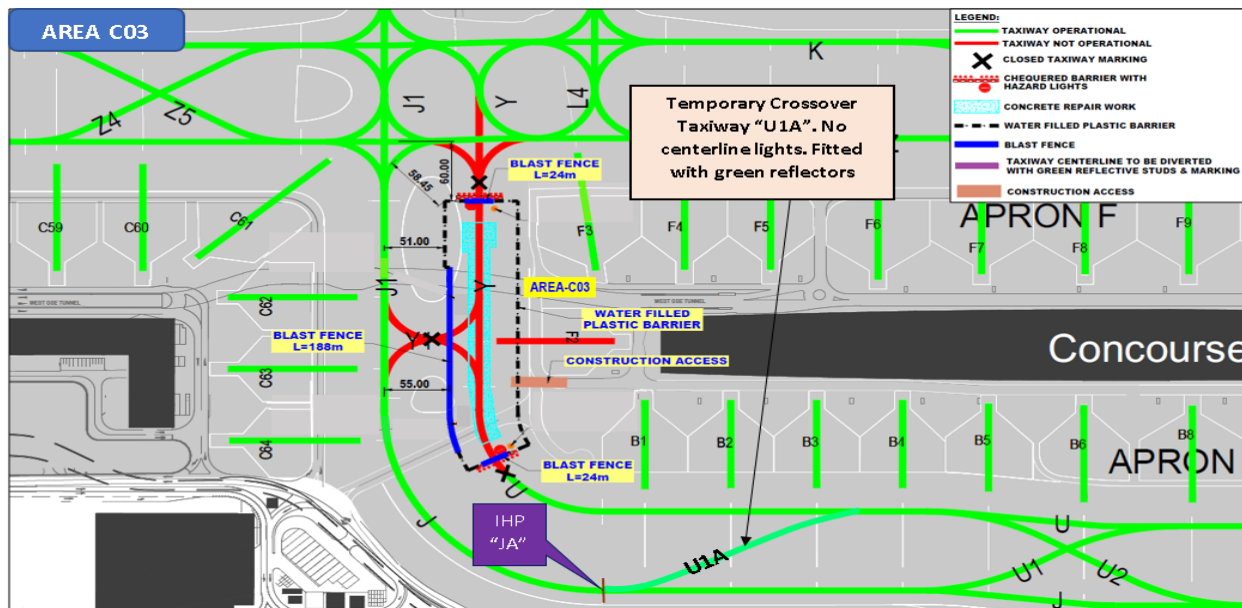 AREA C03
LEGEND:
TAXIWAY OPERATIONAL
TAXIWAY NOT OPERATIONAL
CLOSED TAXIWAY MARKING
CHEQUERED BARRIER WITH
HAZARD LIGHTS
CONCRETE REPAIR WORK
WATER FILLED PLASTIC BARRIER
BLAST FENCE
TAXIWAY CENTERLINE TO BE DIVERTED
WITH GREEN REFLECTIVE STUDS & MARKING
CONSTRUCTION ACCESS
K
J1
Y
L4
Z4
Z5
Temporary Crossover
Taxiway “U1A”. No
centerline lights. Fitted
with green reflectors
60.00
58.45
BLAST FENCE
L=24m
C59
C60
C61
51.00
F3
F4
F5
F6
F7
F8
F9
APRON F
WEST GSE TUNNEL
WEST GSE TUNNEL
C62
J1
Y
AREA-C03
WATER FILLED
PLASTIC BARRIER
BLAST FENCE
L=188m
F2
Concourse
CONSTRUCTION ACCESS
C63
55.00
C64
B1
B2
B3
B4
B5
B6
B8
APRON
BLAST FENCE
L=24m
U
J
IHP
“JA”
U1A
U
U1
U2
J